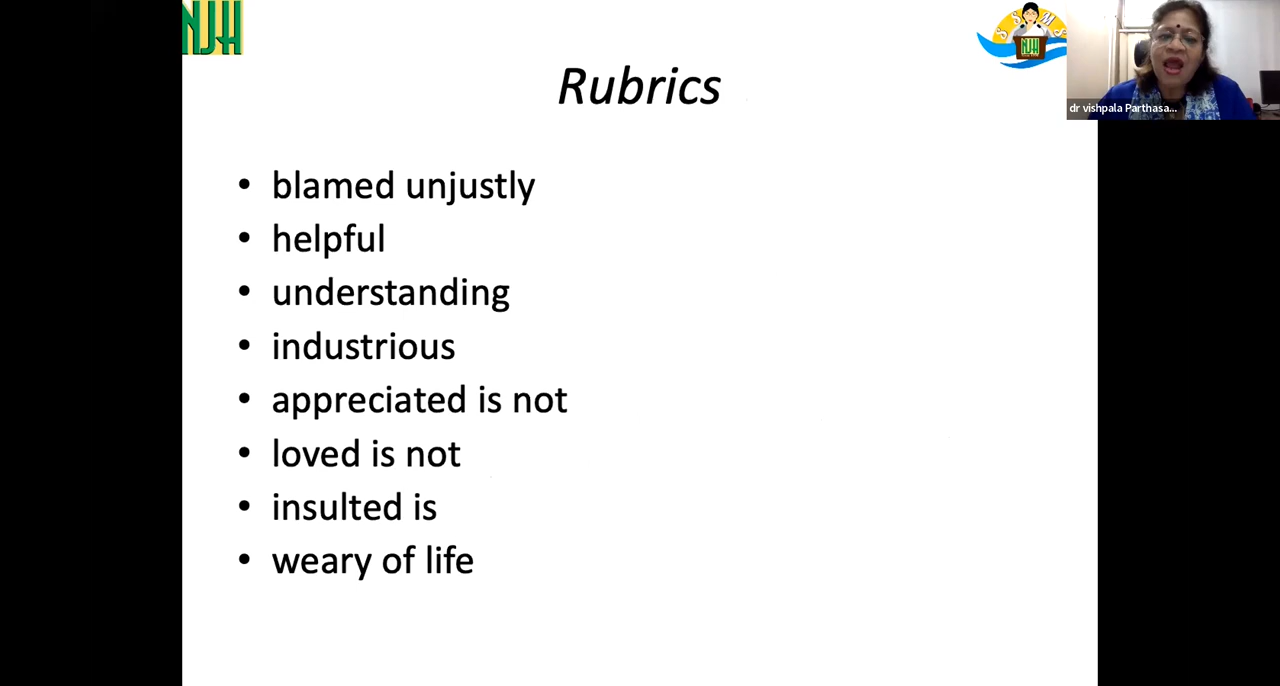 NJH
S S M S
NJH
dr vishpala Parthasa...
Rubrics
• blamed unjustly
• helpful
• understanding
• industrious
• appreciated is not
• loved is not
• insulted is
• weary of life